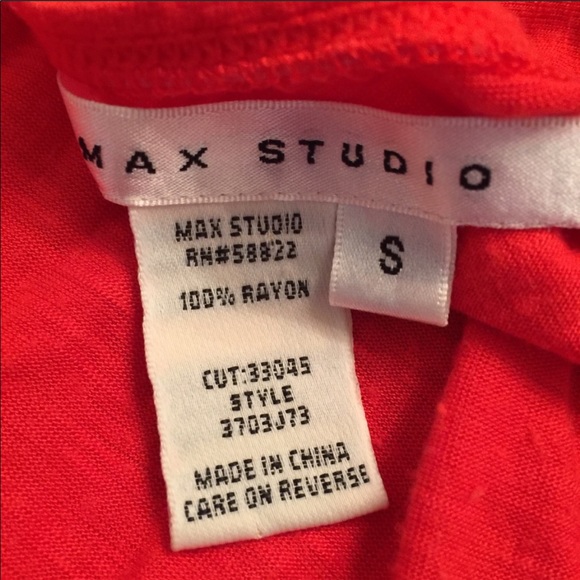 MAX STUDIO
S
MAX STUDIO
RN#58822
100% RAYON
CUT:33045
STYLE
3703J73
MADE IN CHINA
CARE ON REVERSE